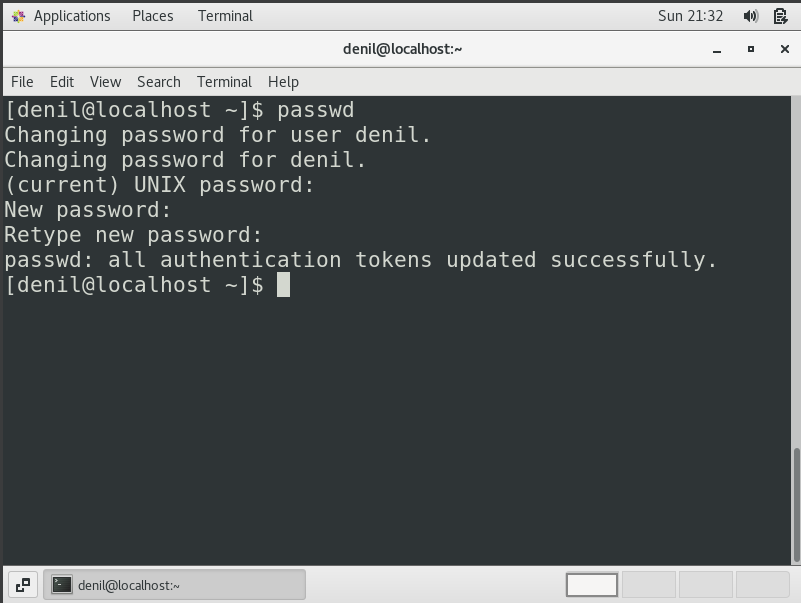 Applications Places Terminal Sun 21:32
denil@localhost:~
File Edit View Search Terminal Help
[denil@localhost ~]$ passwd
Changing password for user denil.
Changing password for denil.
(current) UNIX password:
New password:
Retype new password:
passwd: all authentication tokens updated successfully.
[denil@localhost ~]$
denil@localhost:~